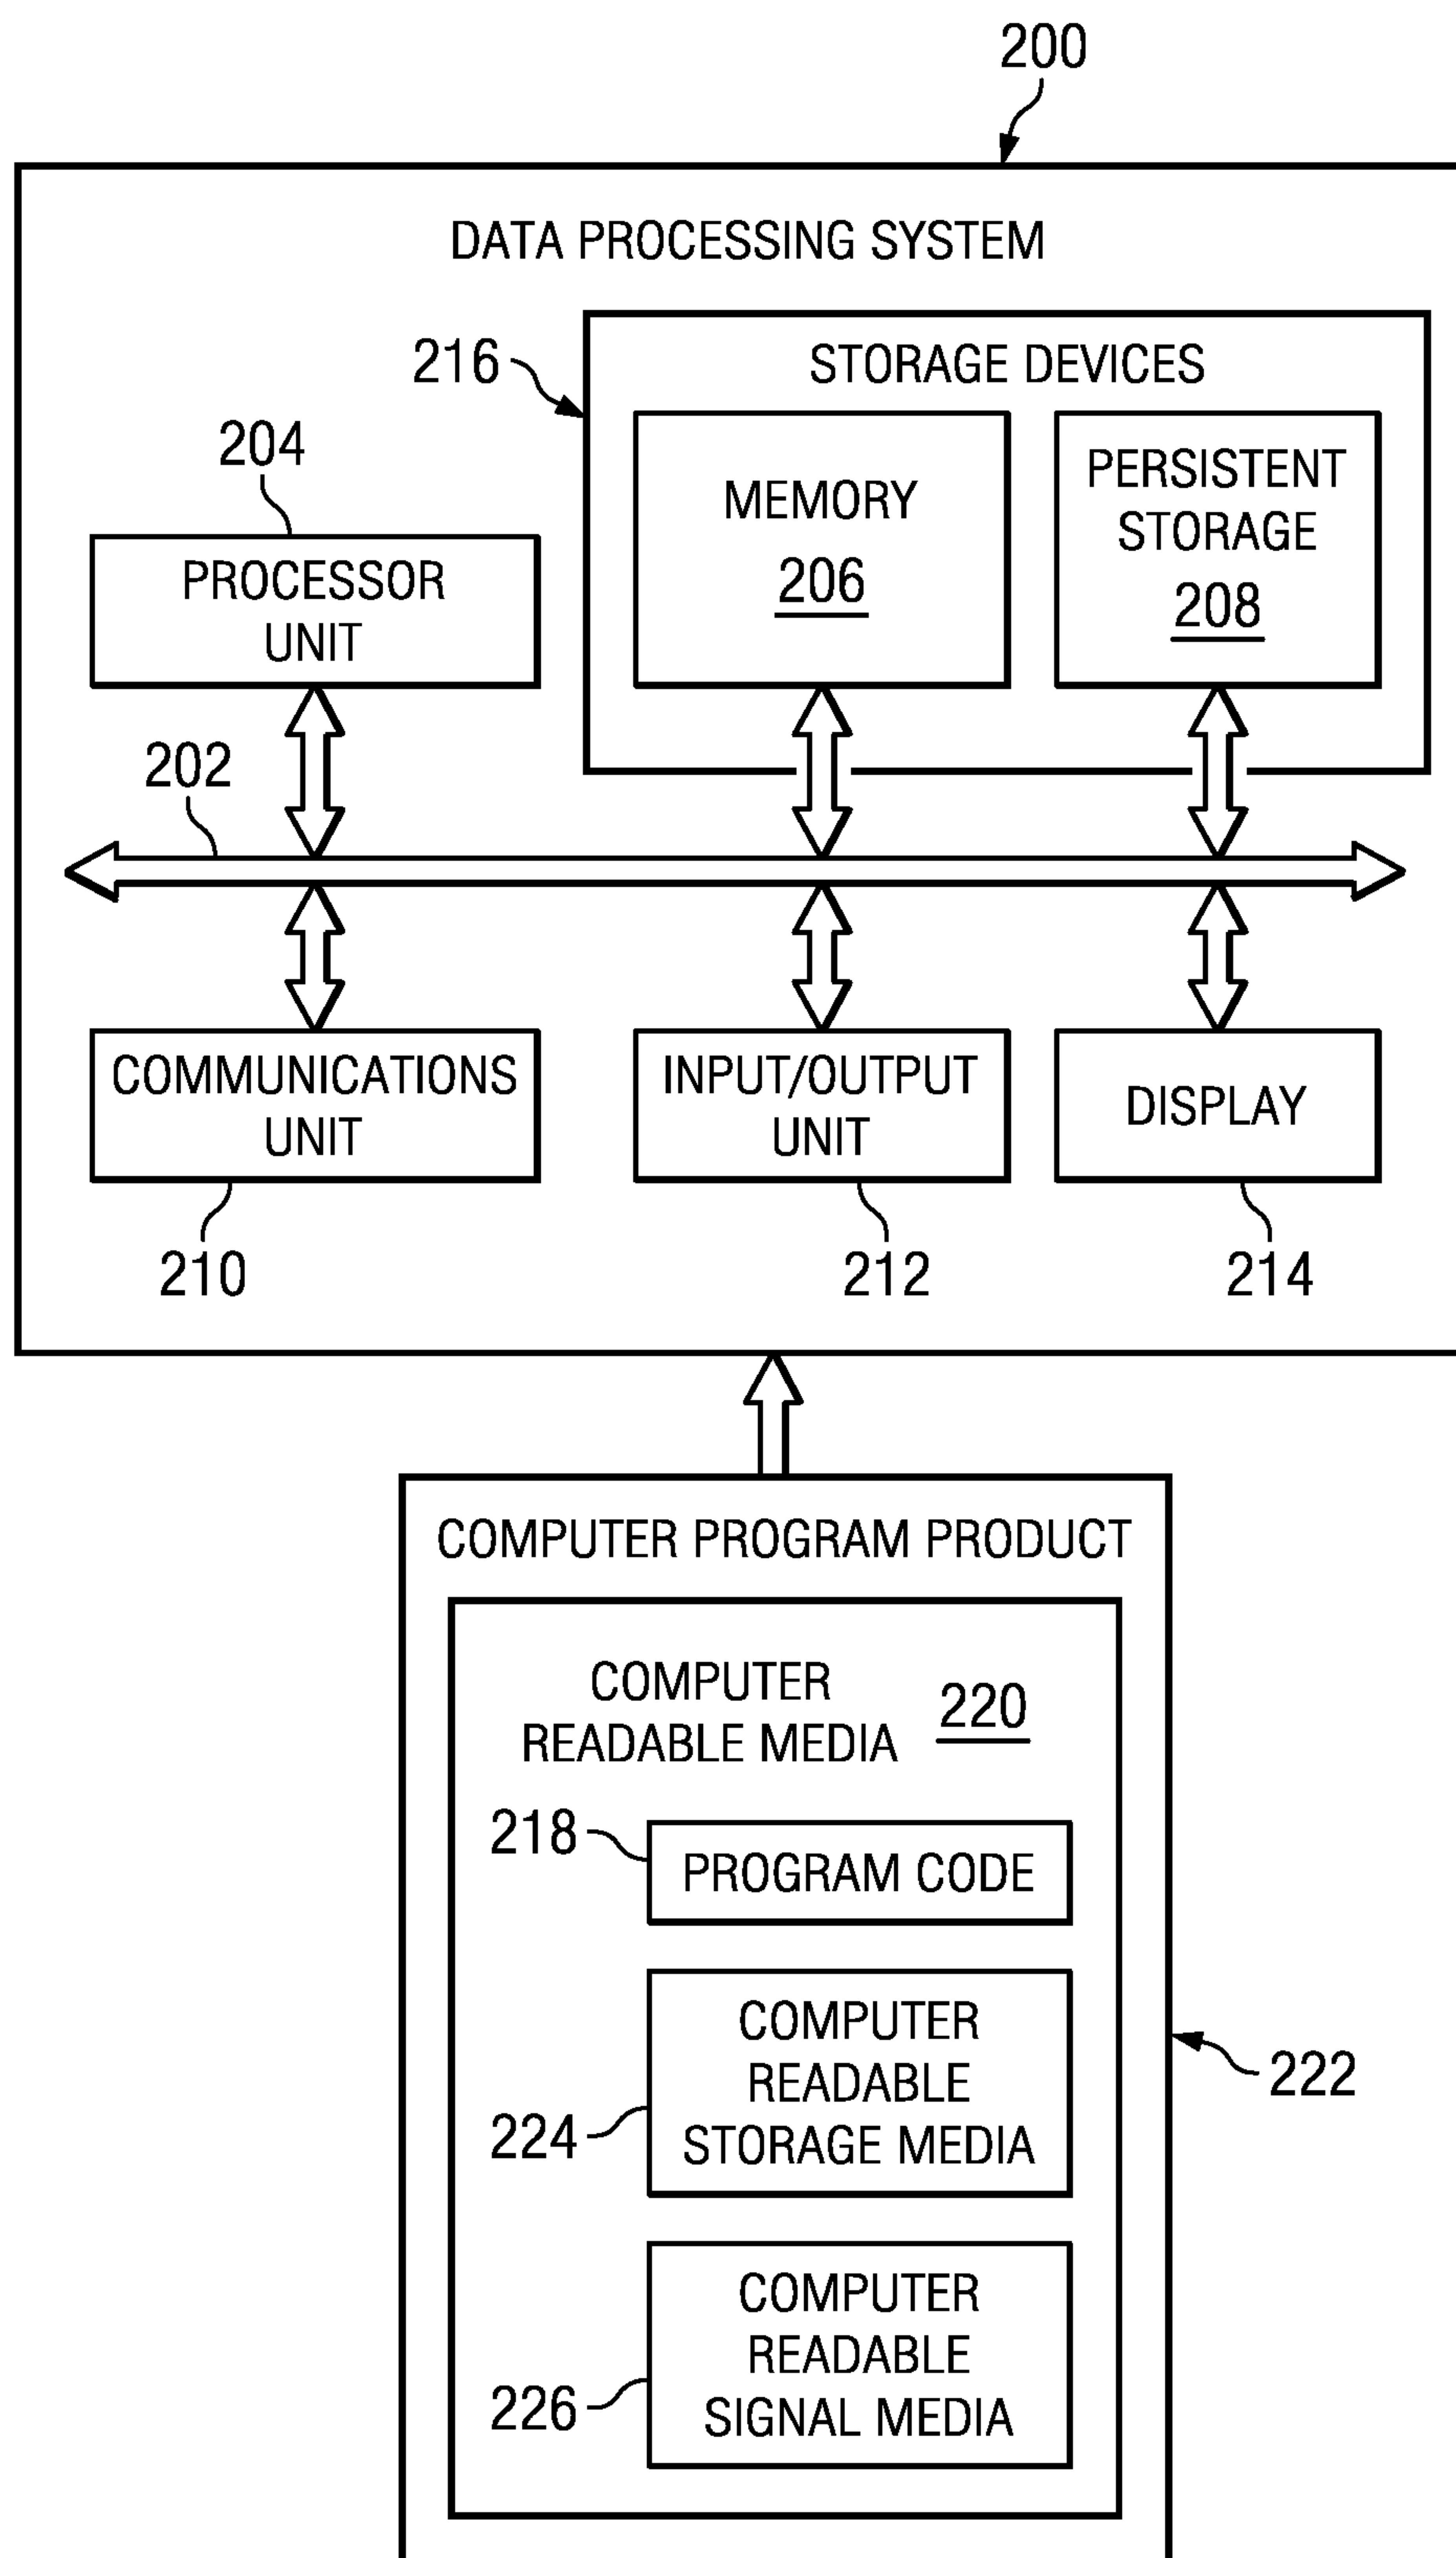 200
DATA PROCESSING SYSTEM
216
STORAGE DEVICES
204
MEMORY
206
PERSISTENT
STORAGE
208
PROCESSOR
UNIT
202
COMMUNICATIONS
UNIT
INPUT/OUTPUT
UNIT
DISPLAY
210
212
214
COMPUTER PROGRAM PRODUCT
COMPUTER
READABLE MEDIA
220
218
PROGRAM CODE
COMPUTER
READABLE
STORAGE MEDIA
224
222
COMPUTER
READABLE
SIGNAL MEDIA
226